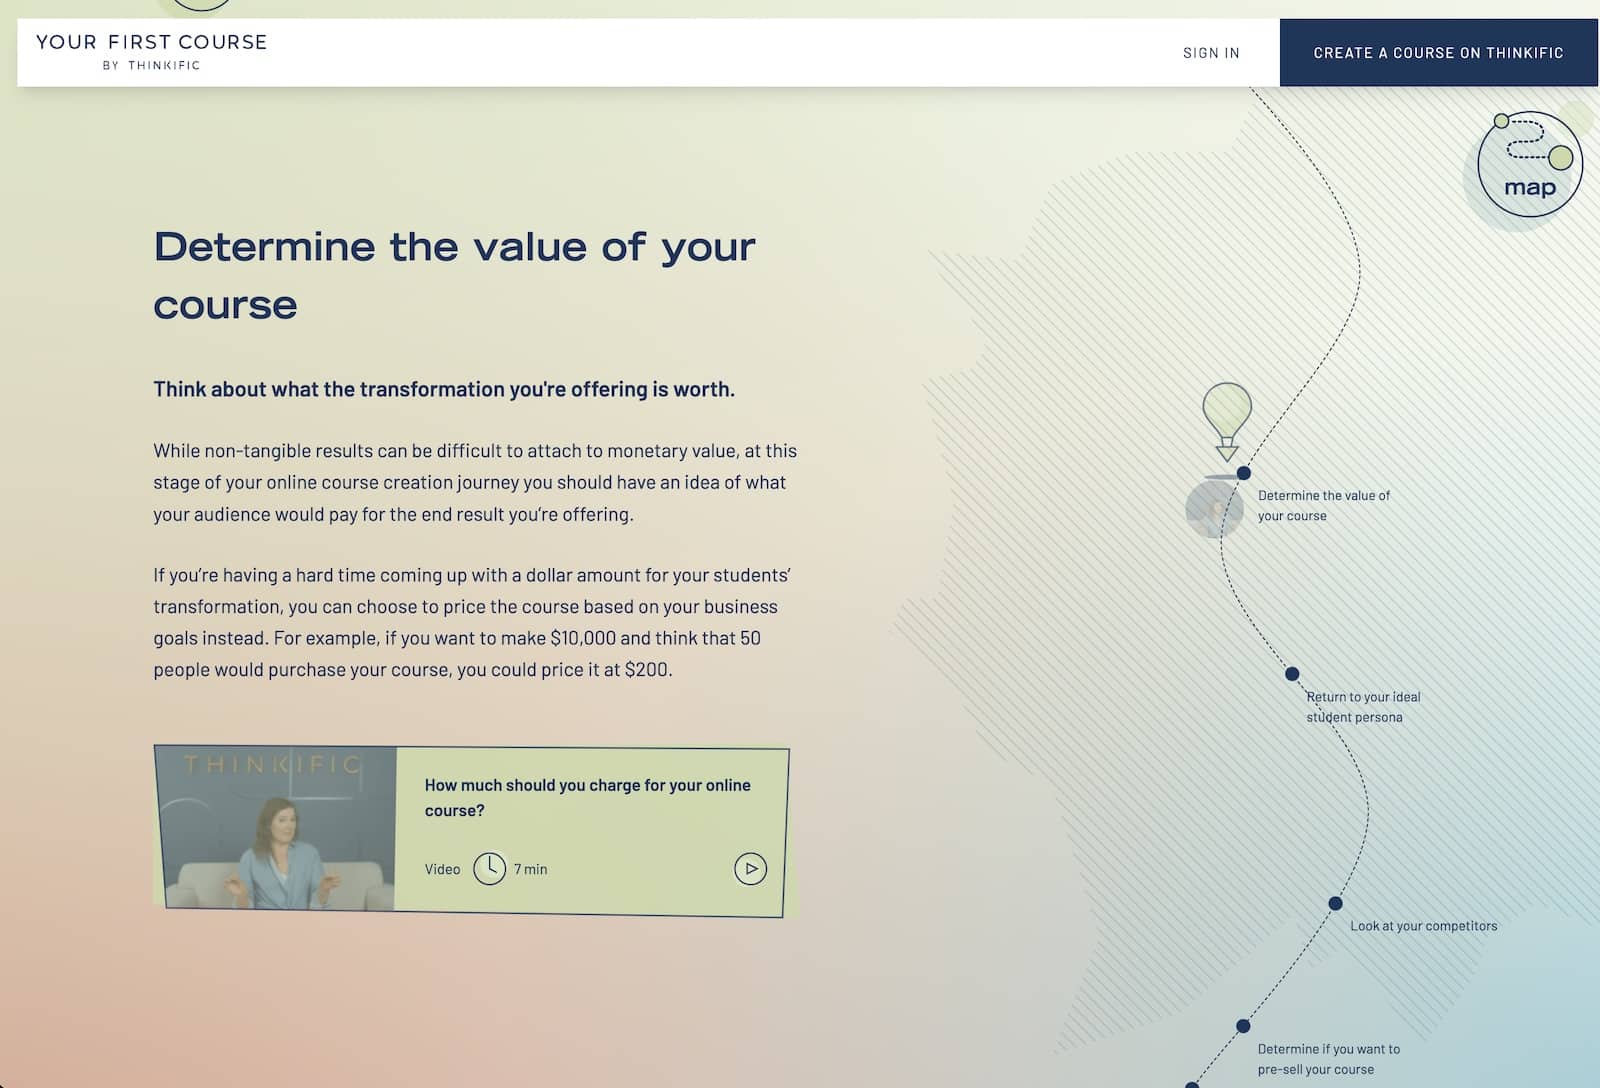 YOUR FIRST COURSE
BY THINKIFIC
SIGN IN
CREATE A COURSE ON THINKIFIC
map
Determine the value of your
course
Think about what the transformation you're offering is worth.
While non-tangible results can be difficult to attach to monetary value, at this
stage of your online course creation journey you should have an idea of what
your audience would pay for the end result you’re offering.
If you’re having a hard time coming up with a dollar amount for your students’
transformation, you can choose to price the course based on your business
goals instead. For example, if you want to make $10,000 and think that 50
people would purchase your course, you could price it at $200.
THINKIFIC
How much should you charge for your online
course?
Video
7 min
Determine the value of
your course
Return to your ideal
student persona
Look at your competitors
Determine if you want to
pre-sell your course